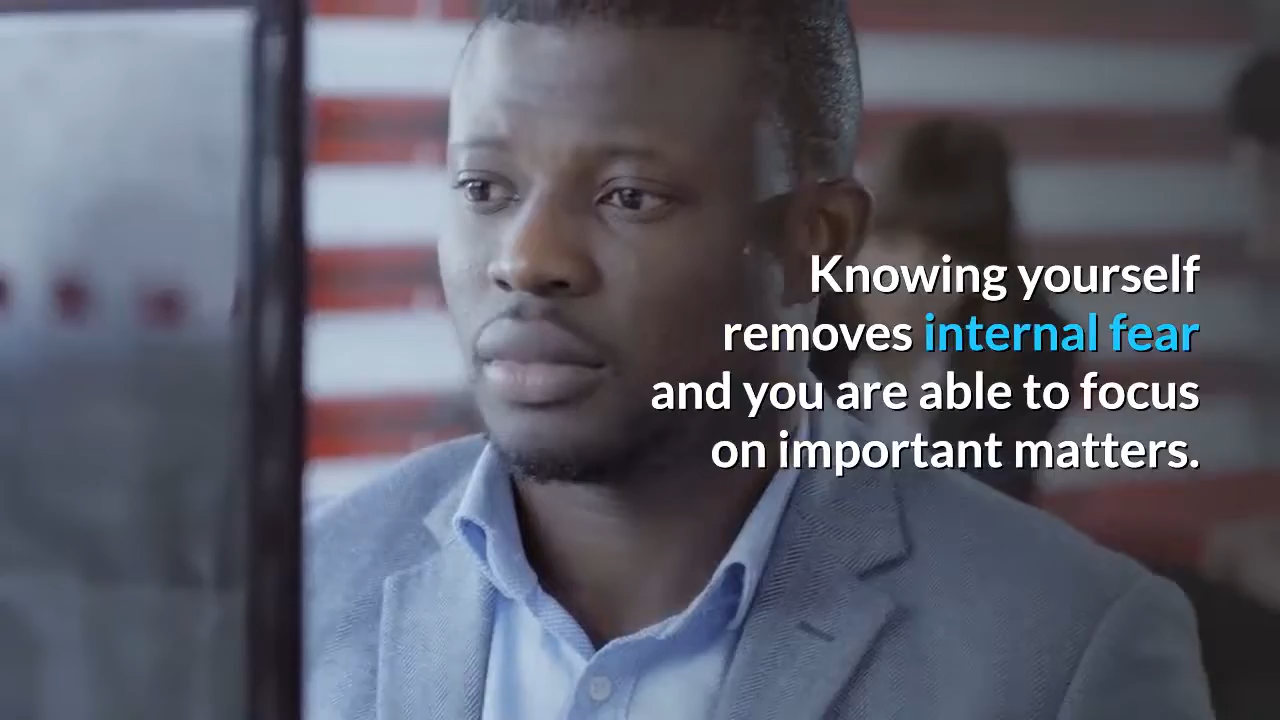 Knowing yourself
removes internal fear
and you are able to focus
on important matters.